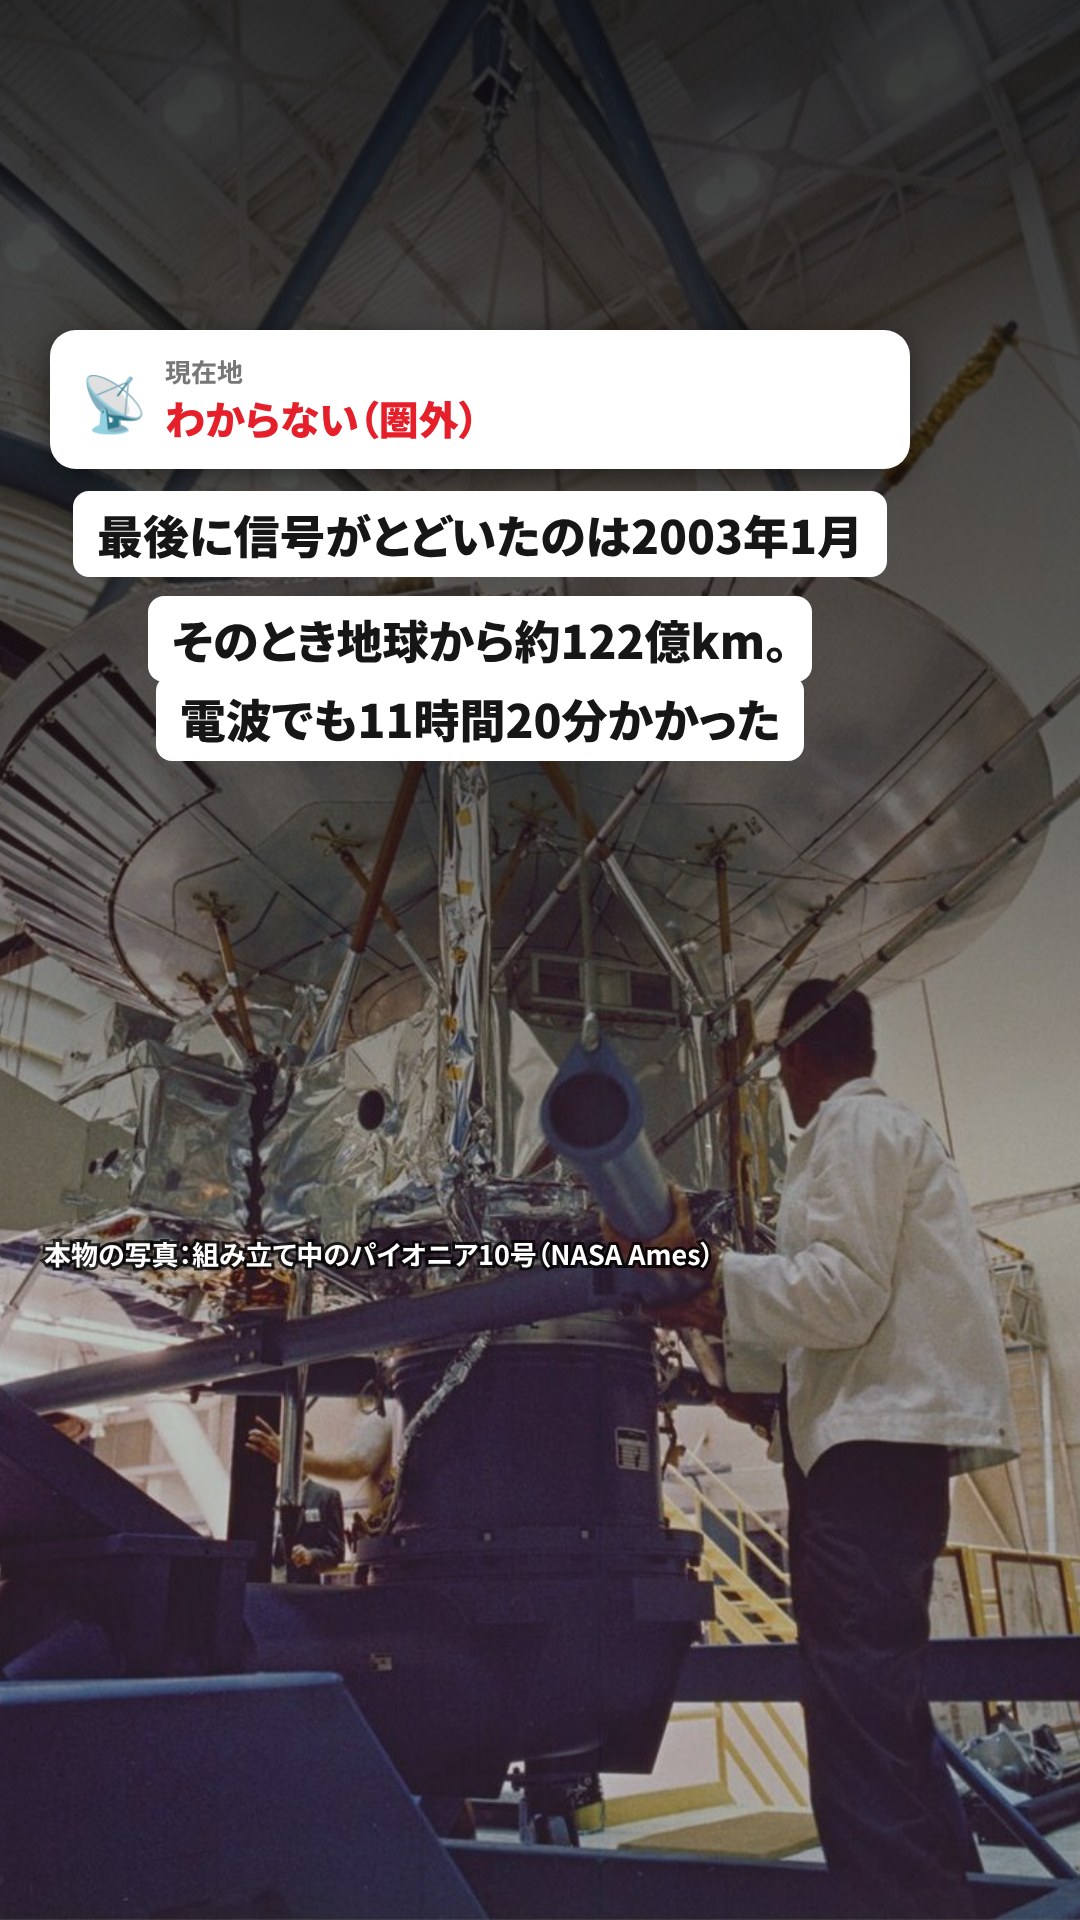 現在地
わからない（圏外）
最後に信号がとどいたのは2003年1月
そのとき地球から約122億km。
電波でも11時間20分かかった
本物の写真：組み立て中のパイオニア10号（NASA Ames）